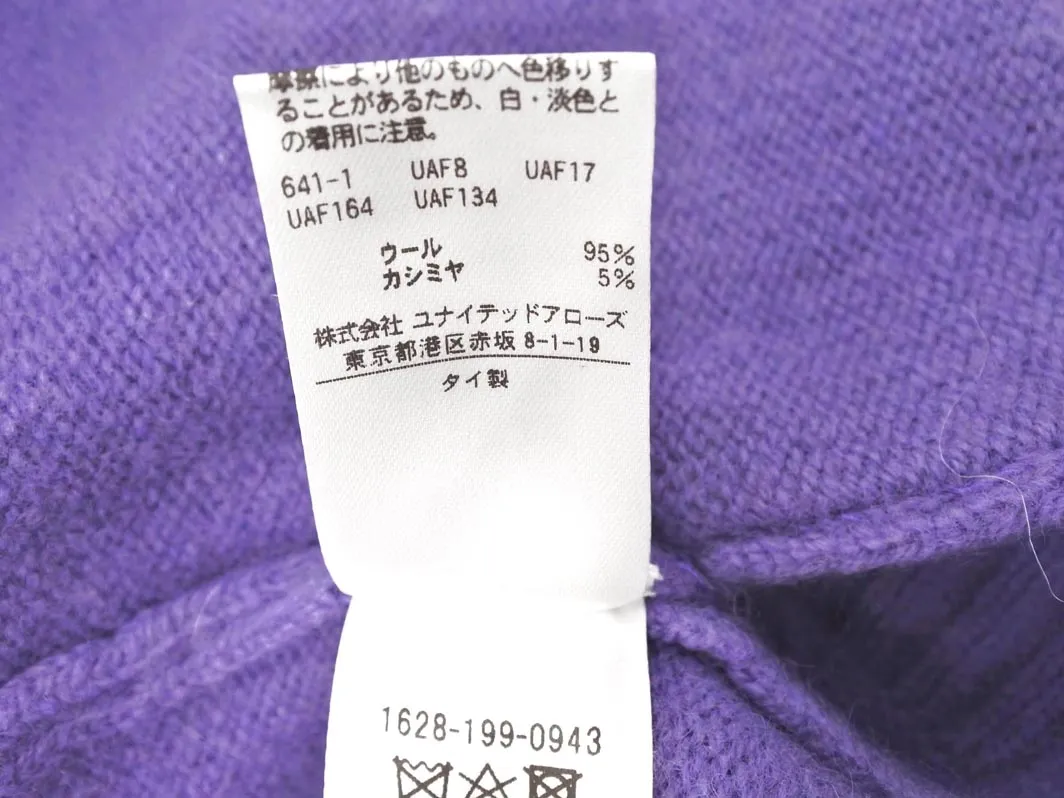 摩擦により他のものへ色移りす
ることがあるため、白・淡色と
の着用に注意。
641-1 UAF8 UAF17
UAF164 UAF134
ウール 95%
カシミヤ 5%
株式会社 ユナイテッドアローズ
東京都港区赤坂 8-1-19
タイ製
1628-199-0943